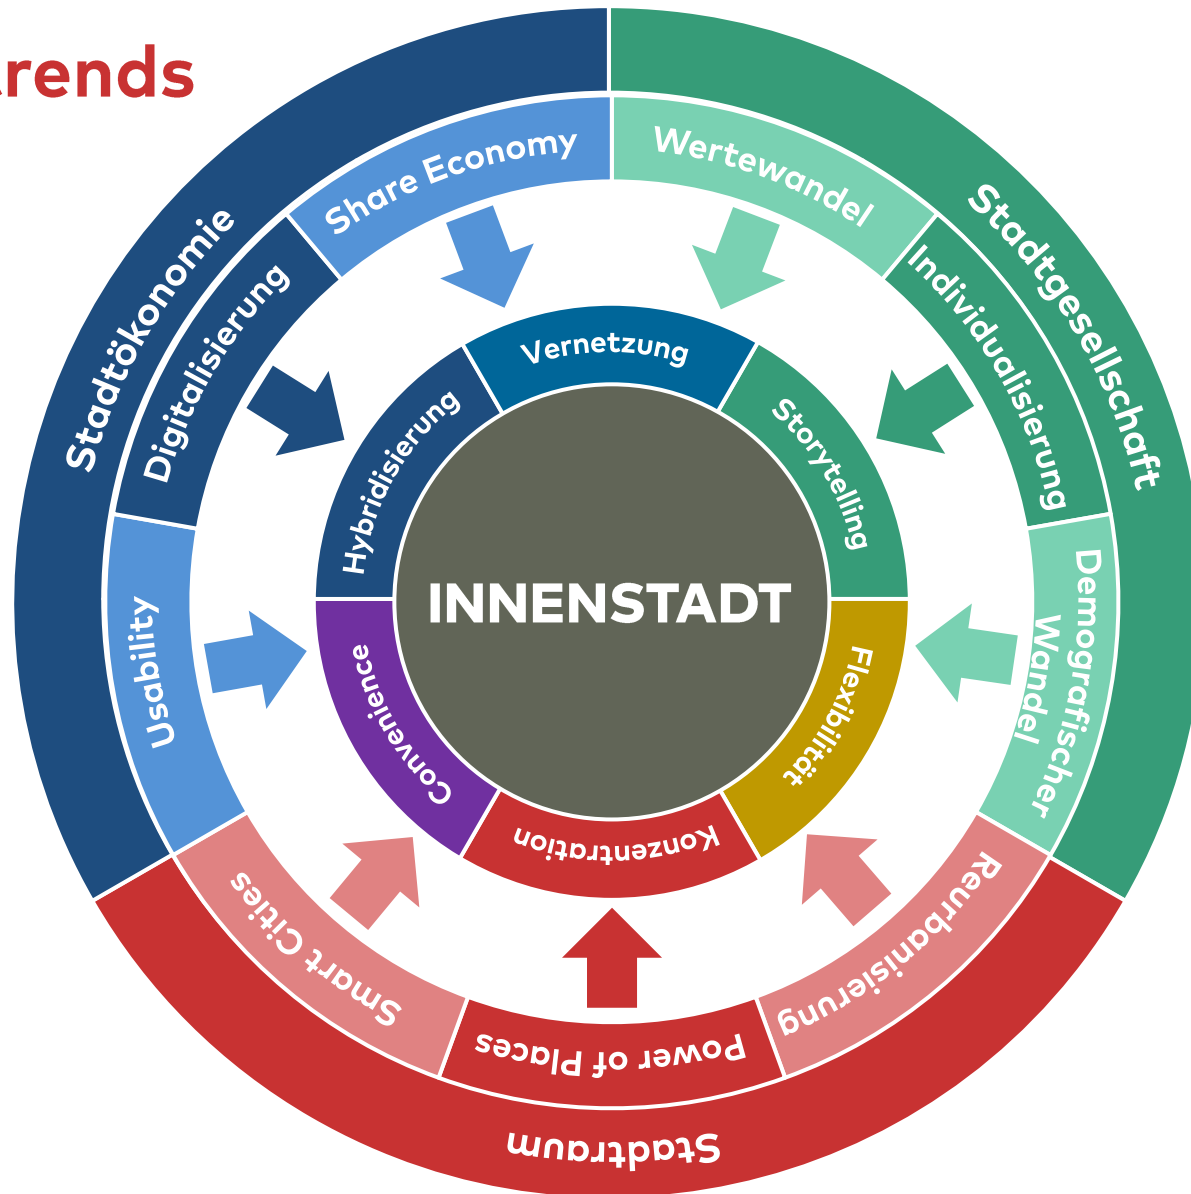 trends
Stadtökonomie
Stadtgesellschaft
Stadtraum
Share Economy
Wertewandel
Individualisierung
Demografischer
Wandel
Reurbanisierung
Power of Places
Smart Cities
Usability
Digitalisierung
Vernetzung
Storytelling
Flexibilität
Konzentration
Convenience
Hybridisierung
INNENSTADT